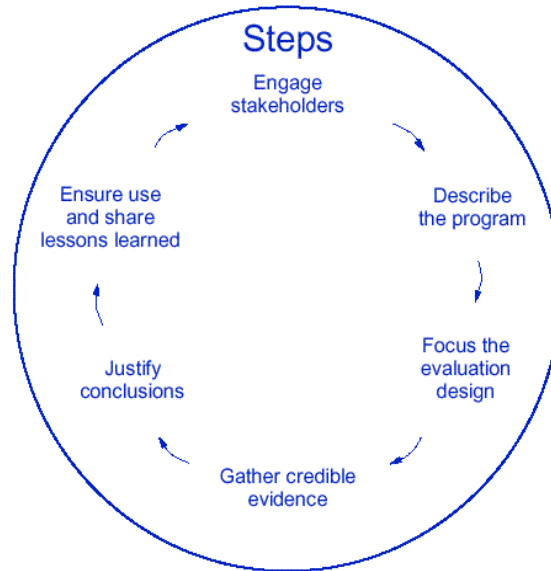 Steps
Engage
stakeholders
Describe
the program
Focus the
evaluation
design
Gather credible
evidence
Justify
conclusions
Ensure use
and share
lessons learned